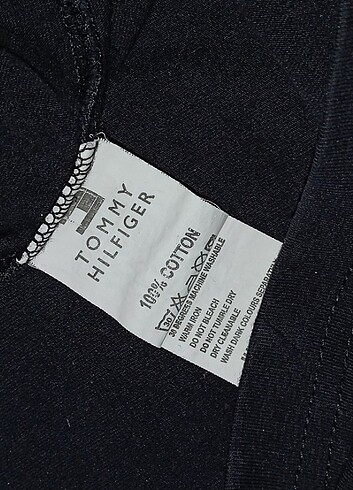 TOMMY
HILFIGER
100% COTTON
30
30 DEGREES MACHINE WASHABLE
WARM IRON
DO NOT BLEACH
DO NOT TUMBLE DRY
DRY CLEANABLE
WASH DARK COLOURS